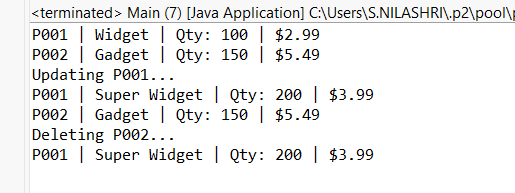 <terminated> Main (7) [Java Application] C:\Users\S.NILASHRI\.p2\pool\
P001 | Widget | Qty: 100 | $2.99
P002 | Gadget | Qty: 150 | $5.49
Updating P001...
P001 | Super Widget | Qty: 200 | $3.99
P002 | Gadget | Qty: 150 | $5.49
Deleting P002...
P001 | Super Widget | Qty: 200 | $3.99